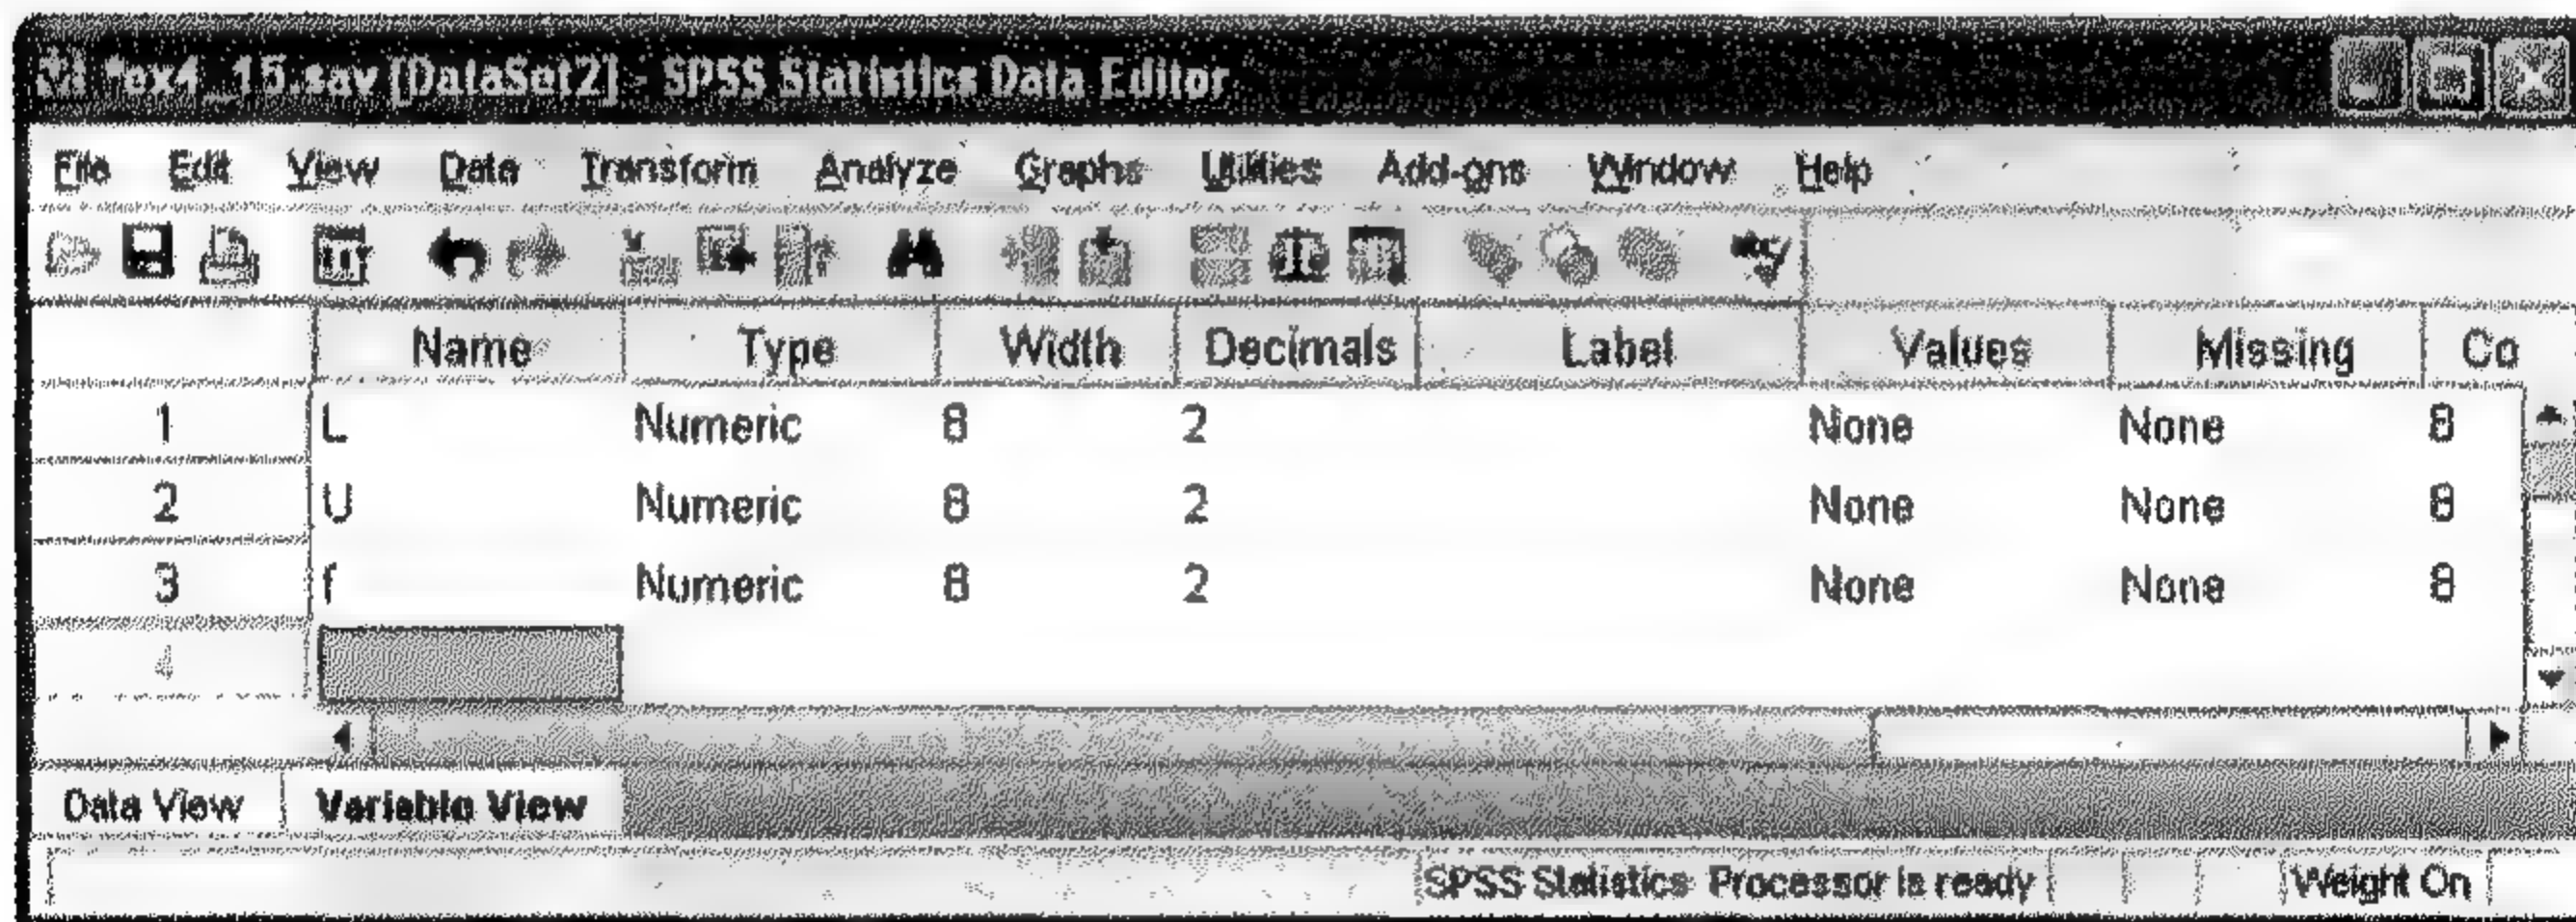 *ex4_15.sav [DataSet2] - SPSS Statistics Data Editor
File Edit View Data Transform Analyze Graphs Utilities Add-ons Window Help
Name Type Width Decimals Label Values Missing Co
1 L Numeric 8 2 None None 8
2 U Numeric 8 2 None None 8
3 f Numeric 8 2 None None 8
4
Data View Variable View
SPSS Statistics Processor is ready Weight On